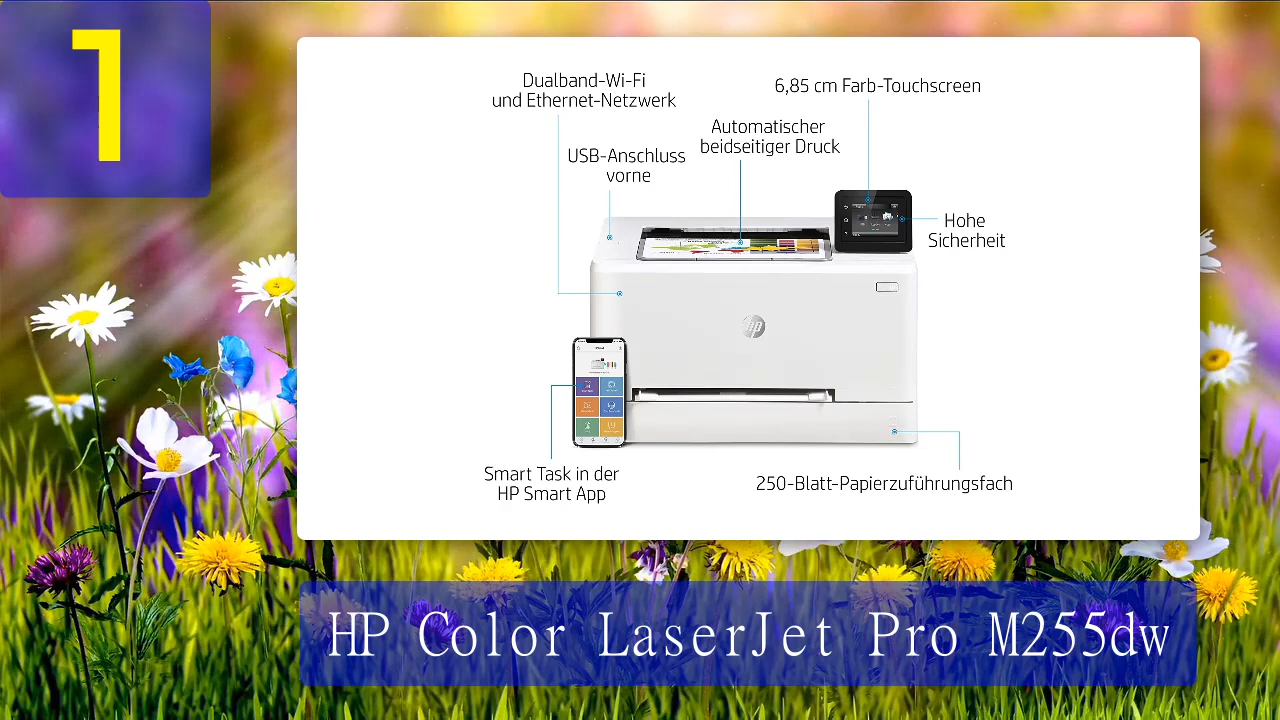 1
Dualband-Wi-Fi
und Ethernet-Netzwerk
6,85 cm Farb-Touchscreen
Automatischer
beidseitiger Druck
USB-Anschluss
vorne
Hohe
Sicherheit
hp
Smart Task in der
HP Smart App
250-Blatt-Papierzuführungsfach
HP Color LaserJet Pro M255dw